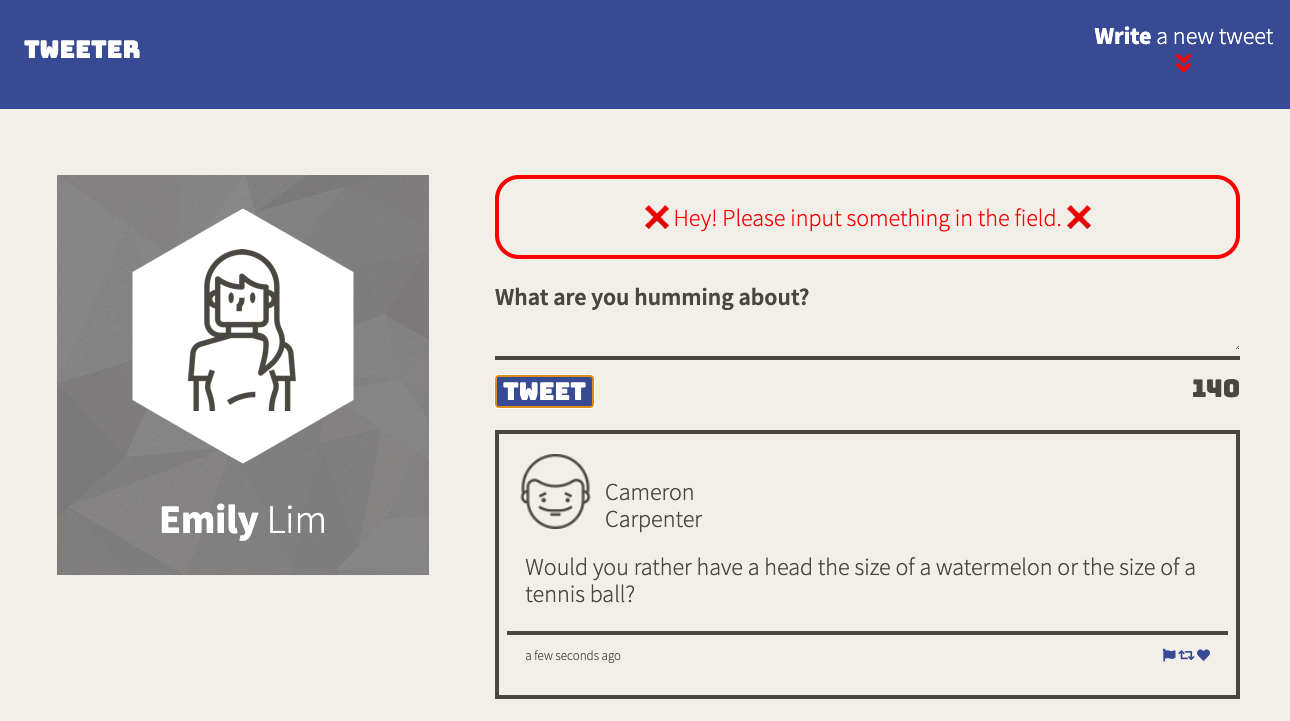 TWEETER
Write a new tweet
Emily Lim
❌ Hey! Please input something in the field. ❌
What are you humming about?
TWEET
140
Cameron
Carpenter
Would you rather have a head the size of a watermelon or the size of a
tennis ball?
a few seconds ago